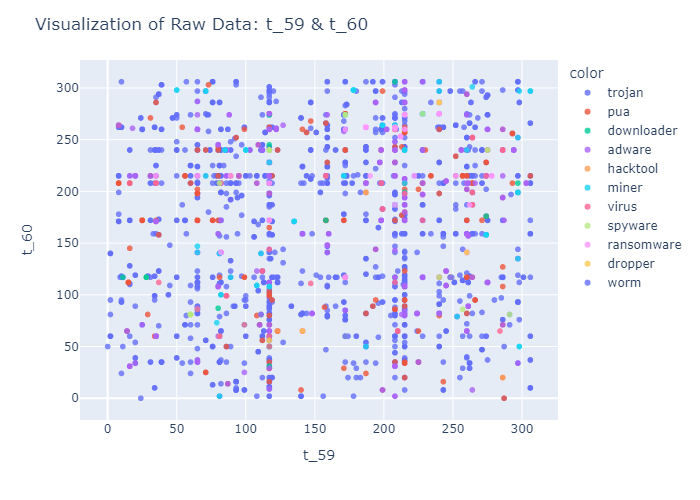 Visualization of Raw Data: t_59 & t_60
color
trojan
pua
downloader
adware
hacktool
miner
virus
spyware
ransomware
dropper
worm
t_60
300
250
200
150
100
50
0
0 50 100 150 200 250 300
t_59